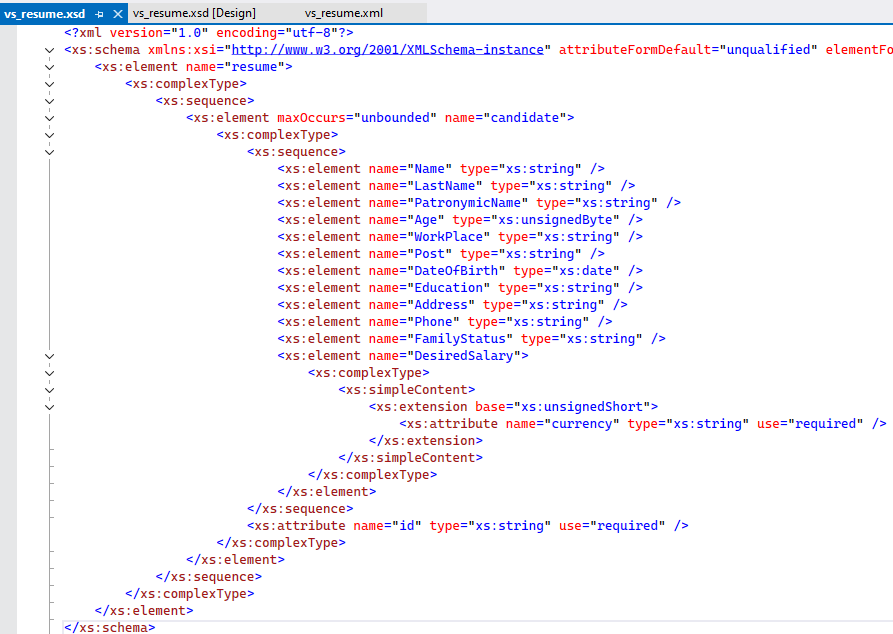 vs_resume.xsd vs_resume.xsd [Design] vs_resume.xml
<?xml version="1.0" encoding="utf-8"?>
<xs:schema xmlns:xsi="http://www.w3.org/2001/XMLSchema-instance" attributeFormDefault="unqualified" elementFo
<xs:element name="resume">
<xs:complexType>
<xs:sequence>
<xs:element maxOccurs="unbounded" name="candidate">
<xs:complexType>
<xs:sequence>
<xs:element name="Name" type="xs:string" />
<xs:element name="LastName" type="xs:string" />
<xs:element name="PatronymicName" type="xs:string" />
<xs:element name="Age" type="xs:unsignedByte" />
<xs:element name="WorkPlace" type="xs:string" />
<xs:element name="Post" type="xs:string" />
<xs:element name="DateOfBirth" type="xs:date" />
<xs:element name="Education" type="xs:string" />
<xs:element name="Address" type="xs:string" />
<xs:element name="Phone" type="xs:string" />
<xs:element name="FamilyStatus" type="xs:string" />
<xs:element name="DesiredSalary">
<xs:complexType>
<xs:simpleContent>
<xs:extension base="xs:unsignedShort">
<xs:attribute name="currency" type="xs:string" use="required" />
</xs:extension>
</xs:simpleContent>
</xs:complexType>
</xs:element>
</xs:sequence>
<xs:attribute name="id" type="xs:string" use="required" />
</xs:complexType>
</xs:element>
</xs:sequence>
</xs:complexType>
</xs:element>
</xs:schema>